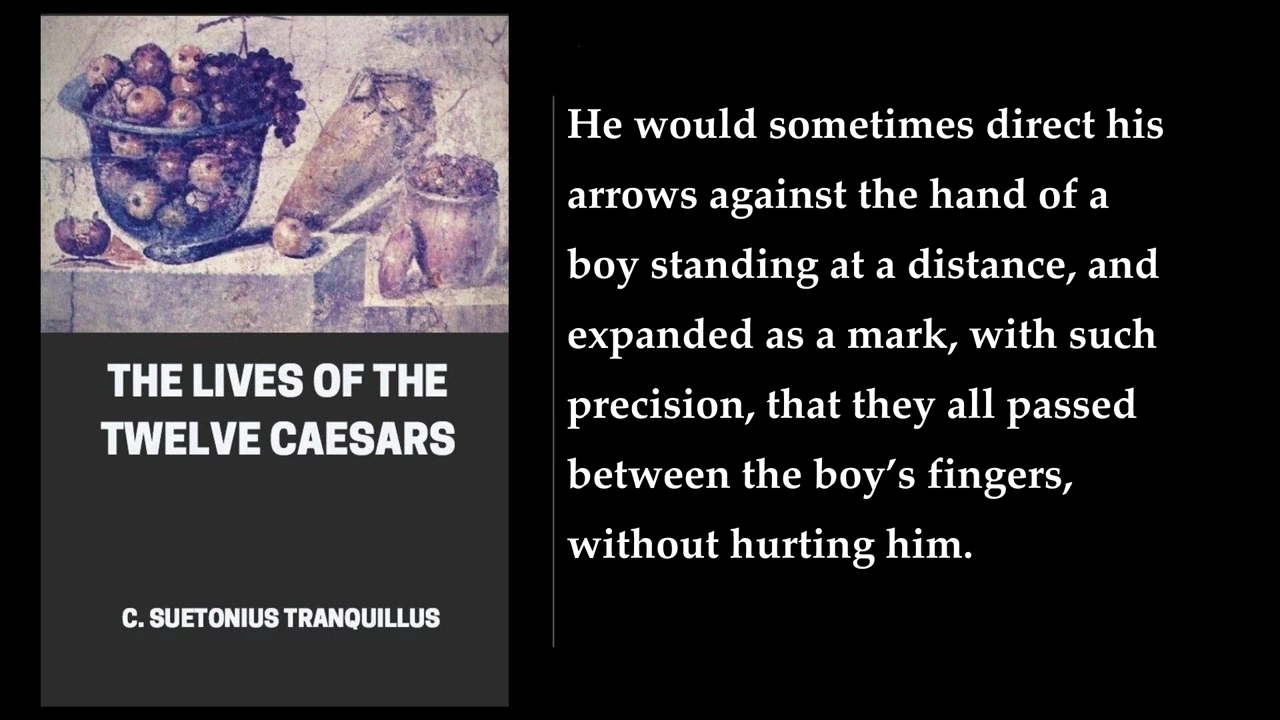 THE LIVES OF THE
TWELVE CAESARS
C. SUETONIUS TRANQUILLUS
He would sometimes direct his
arrows against the hand of a
boy standing at a distance, and
expanded as a mark, with such
precision, that they all passed
between the boy’s fingers,
without hurting him.